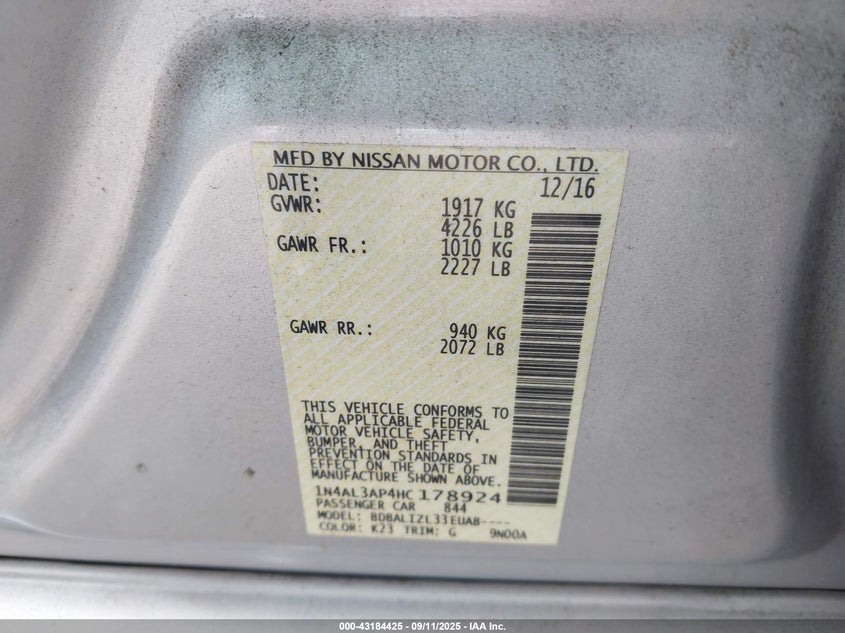 MFD BY NISSAN MOTOR CO., LTD.
DATE: 12/16
GVWR: 1917 KG
4226 LB
GAWR FR.: 1010 KG
2227 LB
GAWR RR.: 940 KG
2072 LB
THIS VEHICLE CONFORMS TO
ALL APPLICABLE FEDERAL
MOTOR VEHICLE SAFETY,
BUMPER, AND THEFT
PREVENTION STANDARDS IN
EFFECT ON THE DATE OF
MANUFACTURE SHOWN ABOVE.
1N4AL3AP4HC178924
PASSENGER CAR 844
MODEL: BDBALIZL33EUA8----
COLOR: K23 TRIM: G 9N00A
000-43184425 - 09/11/2025 - IAA Inc.